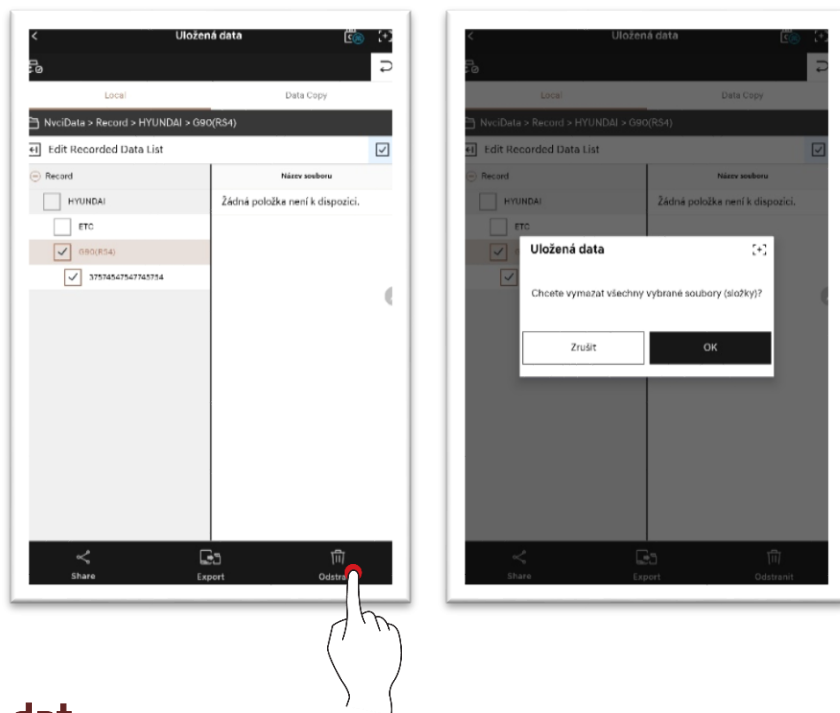 Uložená data
Local
Data Copy
NvciData > Record > HYUNDAI > G90(RS4)
Edit Recorded Data List
Record
Název souboru
HYUNDAI
Žádná položka není k dispozici.
ETC
G90(RS4)
37574547547745754
Share
Export
Odstra
Uložená data
Local
Data Copy
NvciData > Record > HYUNDAI > G90(RS4)
Edit Recorded Data List
Record
Název souboru
HYUNDAI
Žádná položka není k dispozici.
ETC
Uložená data
Chcete vymazat všechny vybrané soubory (složky)?
Zrušit
OK
Share
Export
Odstranit